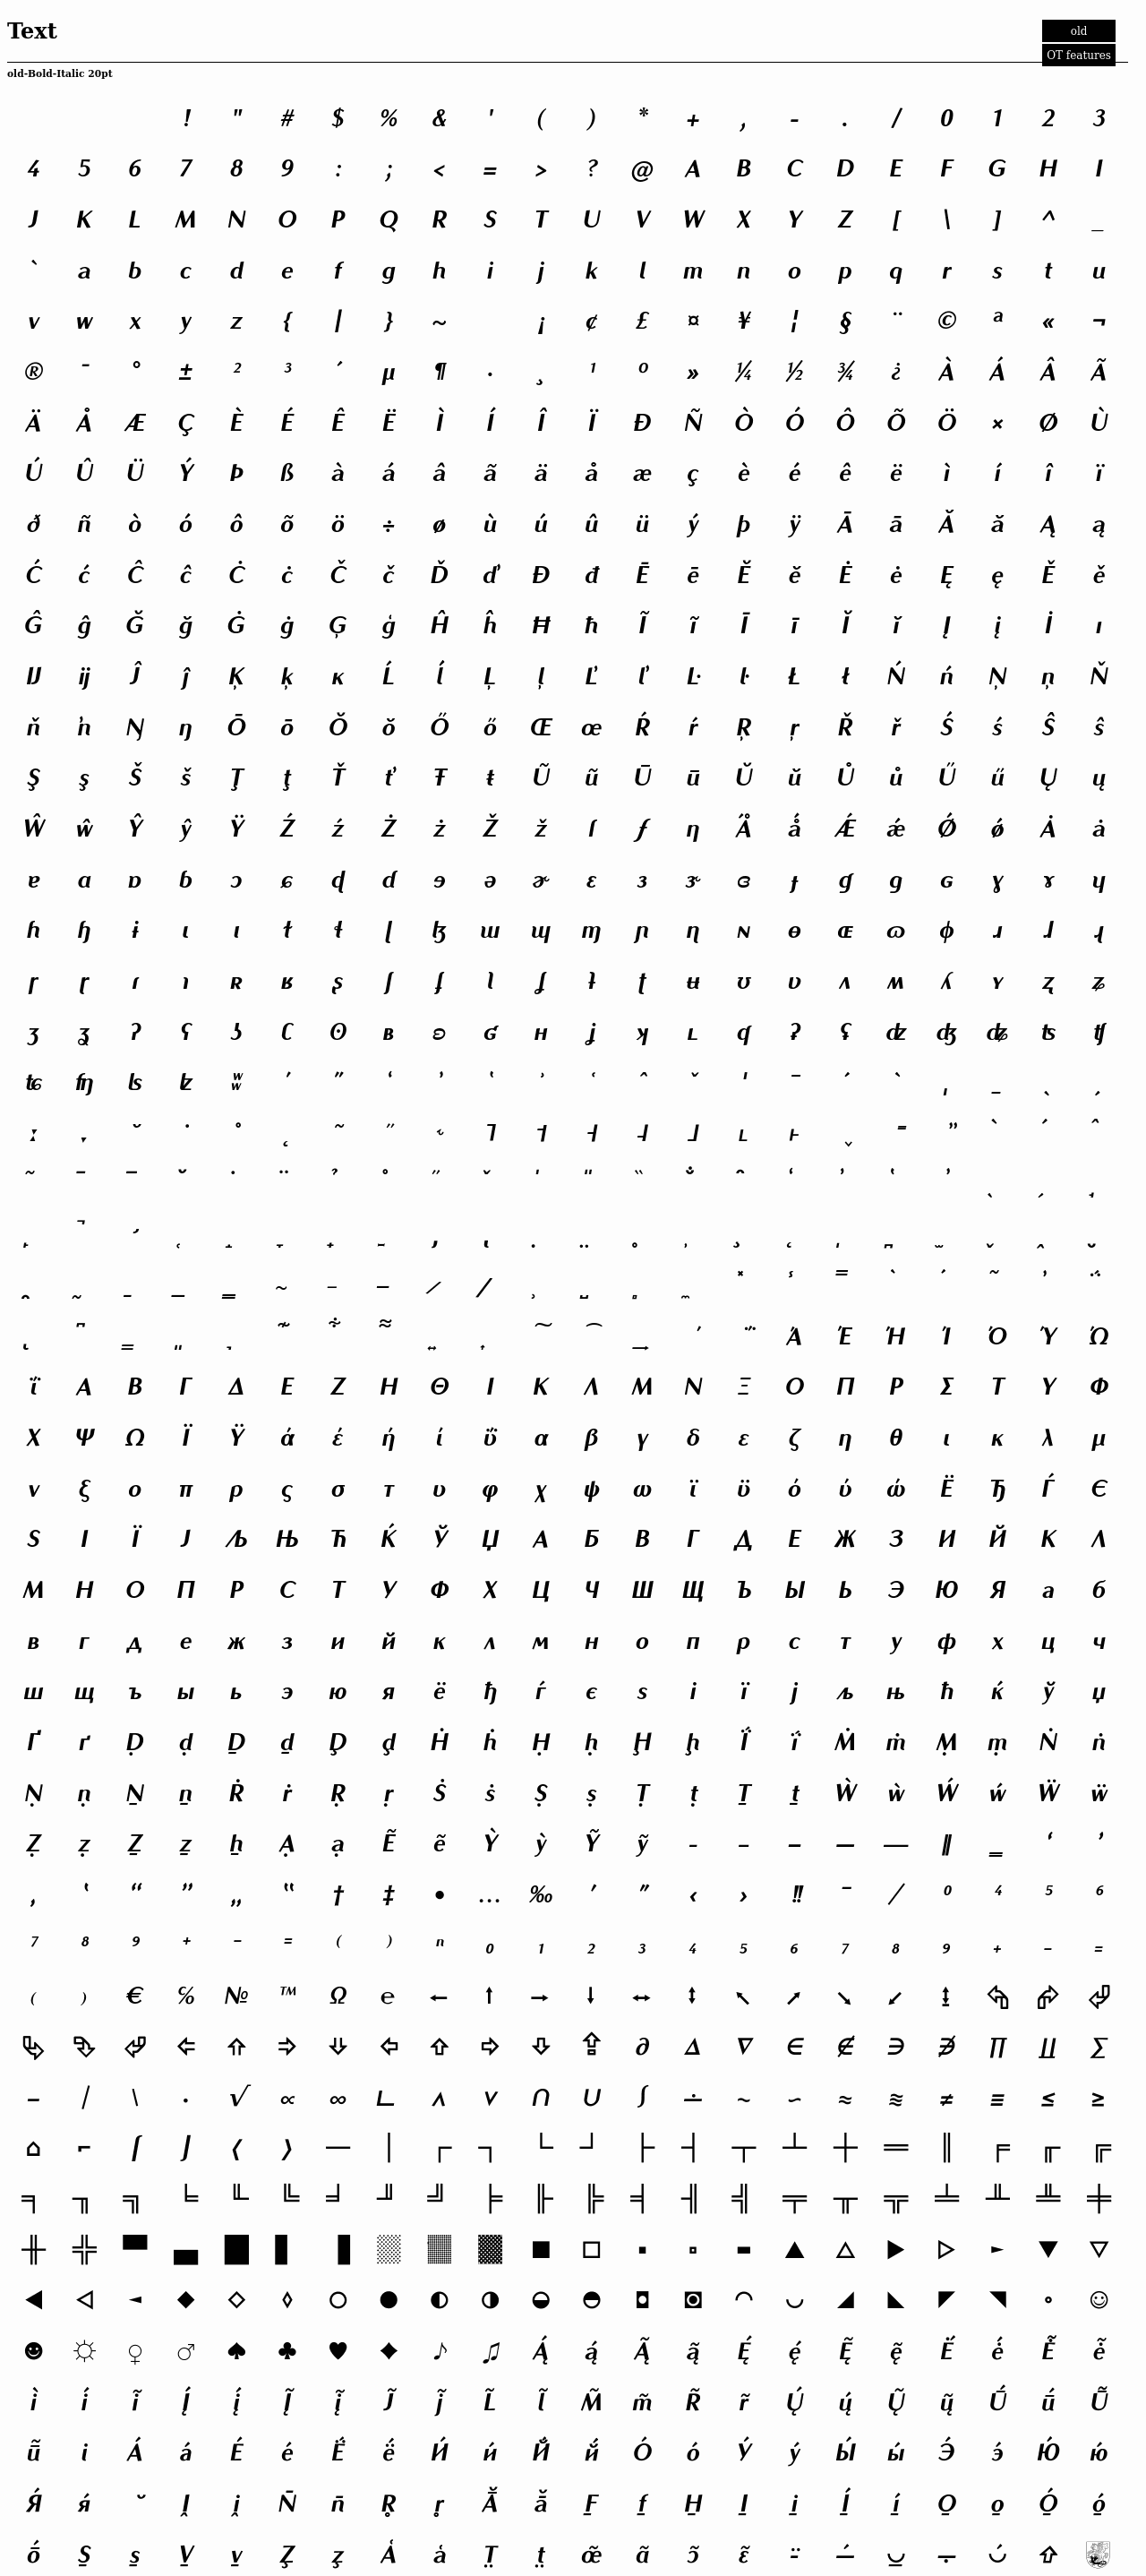 Text
old
OT features
old-Bold-Italic 20pt
! " # $ % & ' ( ) * + , - . / 0 1 2 3
4 5 6 7 8 9 : ; < = > ? @ A B C D E F G H I
J K L M N O P Q R S T U V W X Y Z [ \ ] ^ _
` a b c d e f g h i j k l m n o p q r s t u
v w x y z { | } ~ ¡ ¢ £ ¤ ¥ ¦ § ¨ © ª « ¬
® ¯ ° ± ² ³ ´ µ ¶ · ¸ ¹ º » ¼ ½ ¾ ¿ À Á Â Ã
Ä Å Æ Ç È É Ê Ë Ì Í Î Ï Ð Ñ Ò Ó Ô Õ Ö × Ø Ù
Ú Û Ü Ý Þ ß à á â ã ä å æ ç è é ê ë ì í î ï
ð ñ ò ó ô õ ö ÷ ø ù ú û ü ý þ ÿ Ā ā Ă ă Ą ą
Ć ć Ĉ ĉ Ċ ċ Č č Ď ď Đ đ Ē ē Ĕ ĕ Ė ė Ę ę Ě ě
Ĝ ĝ Ğ ğ Ġ ġ Ģ ģ Ĥ ĥ Ħ ħ Ĩ ĩ Ī ī Ĭ ĭ Į į İ ı
Ĳ ĳ Ĵ ĵ Ķ ķ ĸ Ĺ ĺ Ļ ļ Ľ ľ Ŀ ŀ Ł ł Ń ń Ņ ņ Ň
ň ŉ Ŋ ŋ Ō ō Ŏ ŏ Ő ő Œ œ Ŕ ŕ Ŗ ŗ Ř ř Ś ś Ŝ ŝ
Ş ş Š š Ţ ţ Ť ť Ŧ ŧ Ũ ũ Ū ū Ŭ ŭ Ů ů Ű ű Ų ų
Ŵ ŵ Ŷ ŷ Ÿ Ź ź Ż ż Ž ž ſ ƒ ƞ Ǻ ǻ Ǽ ǽ Ǿ ǿ Ȧ ȧ
ɐ ɑ ɒ ɓ ɔ ɕ ɖ ɗ ɘ ə ɚ ɛ ɜ ɝ ɞ ɟ ɠ ɡ ɢ ɣ ɤ ɥ
ɦ ɧ ɨ ɩ ɪ ɫ ɬ ɭ ɮ ɯ ɰ ɱ ɲ ɳ ɴ ɵ ɶ ɷ ɸ ɹ ɺ ɻ
ɼ ɽ ɾ ɿ ʀ ʁ ʂ ʃ ʄ ʅ ʆ ʇ ʈ ʉ ʊ ʋ ʌ ʍ ʎ ʏ ʐ ʑ
ʒ ʓ ʔ ʕ ʖ ʗ ʘ ʙ ʚ ʛ ʜ ʝ ʞ ʟ ʠ ʡ ʢ ʣ ʤ ʥ ʦ ʧ
ʨ ʩ ʪ ʫ ʬ ʹ ʺ ʻ ʼ ʽ ʾ ʿ ˆ ˇ ˈ ˉ ˊ ˋ ˌ ˍ ˎ ˏ
ː ˑ ˘ ˙ ˚ ˛ ˜ ˝ ˞ ˥ ˦ ˧ ˨ ˩
΄ ΅ Ά Έ Ή Ί Ό Ύ Ώ
ΐ Α Β Γ Δ Ε Ζ Η Θ Ι Κ Λ Μ Ν Ξ Ο Π Ρ Σ Τ Υ Φ
Χ Ψ Ω Ϊ Ϋ ά έ ή ί ΰ α β γ δ ε ζ η θ ι κ λ μ
ν ξ ο π ρ ς σ τ υ φ χ ψ ω ϊ ϋ ό ύ ώ Ё Ђ Ѓ Є
Ѕ І Ї Ј Љ Њ Ћ Ќ Ў Џ А Б В Г Д Е Ж З И Й К Л
М Н О П Р С Т У Ф Х Ц Ч Ш Щ Ъ Ы Ь Э Ю Я а б
в г д е ж з и й к л м н о п р с т у ф х ц ч
ш щ ъ ы ь э ю я ё ђ ѓ є ѕ і ї ј љ њ ћ ќ ў џ
Ґ ґ Ḍ ḍ Ḏ ḏ Ḑ ḑ Ḣ ḣ Ḥ ḥ Ḩ ḩ Ḯ ḯ Ṁ ṁ Ṃ ṃ Ṅ ṅ
Ṇ ṇ Ṉ ṉ Ṙ ṙ Ṛ ṛ Ṡ ṡ Ṣ ṣ Ṭ ṭ Ṯ ṯ Ẁ ẁ Ẃ ẃ Ẅ ẅ
Ẓ ẓ Ẕ ẕ ẖ Ạ ạ Ẽ ẽ Ỳ ỳ Ỹ ỹ ‐ ‑ ‒ – — ‖ ‗ ‘ ’
‚ ‛ “ ” „ ‟ † ‡ • … ‰ ′ ″ ‹ › ‼ ‾ ⁄ ⁰ ⁴ ⁵ ⁶
⁷ ⁸ ⁹ ⁺ ⁻ ⁼ ⁽ ⁾ ⁿ ₀ ₁ ₂ ₃ ₄ ₅ ₆ ₇ ₈ ₉ ₊ ₋ ₌
₍ ₎ € ℅ № ™ Ω ℮ ← ↑ → ↓ ↔ ↕ ↖ ↗ ↘ ↙ ↨
⇐ ⇑ ⇒ ⇓ ⇦ ⇧ ⇨ ⇩ ⇫ ∂ ∆ ∇ ∈ ∉ ∋ ∌ ∏ ∐ ∑
− ∕ ∖ ∙ √ ∝ ∞ ∟ ∧ ∨ ∩ ∪ ∫ ∸ ∼ ∽ ≈ ≋ ≠ ≡ ≤ ≥
⌂ ⌐ ⌠ ⌡ 〈 〉 ─ │ ┌ ┐ └ ┘ ├ ┤ ┬ ┴ ┼ ═ ║ ╒ ╓ ╔
╕ ╖ ╗ ╘ ╙ ╚ ╛ ╜ ╝ ╞ ╟ ╠ ╡ ╢ ╣ ╤ ╥ ╦ ╧ ╨ ╩ ╪
╫ ╬ ▀ ▄ █ ▌ ▐ ░ ▒ ▓ ■ □ ▪ ▫ ▬ ▲ △ ▶ ▷ ► ▼ ▽
◀ ◁ ◄ ◆ ◇ ◊ ○ ● ◐ ◑ ◒ ◓ ◘ ◙ ◠ ◡ ◢ ◣ ◤ ◥ ◦ ☺
☻ ☼ ♀ ♂ ♠ ♣ ♥ ♦ ♪ ♫ Ą́ ą́ Ą̃ ą̃ Ę́ ę́ Ę̃ ę̃ Ė́ ė́ Ė̃ ė̃